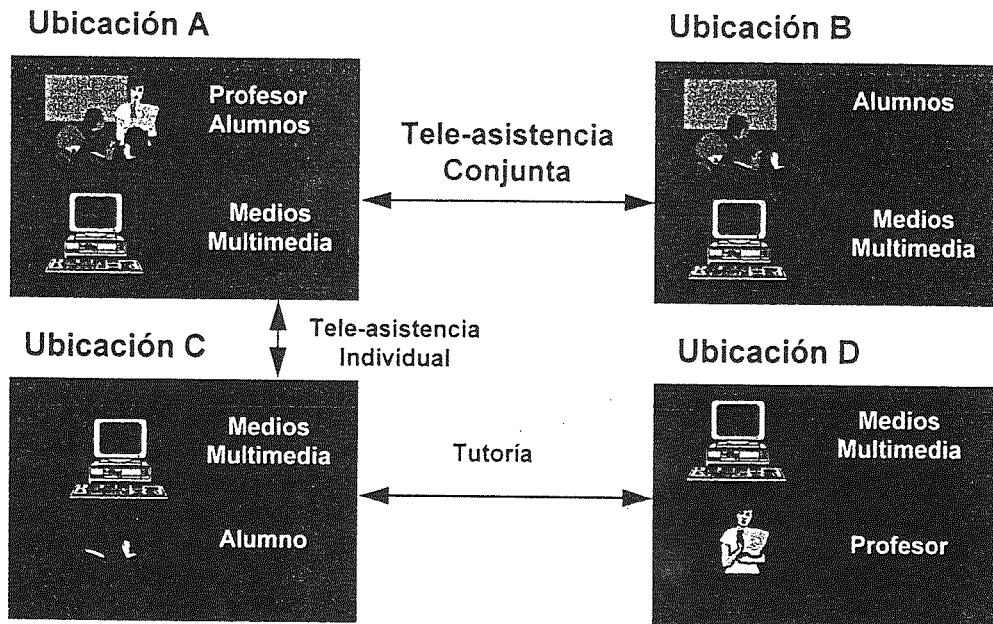 Ubicación A
Profesor
Alumnos
Medios
Multimedia
Tele-asistencia
Conjunta
Ubicación B
Alumnos
Medios
Multimedia
Tele-asistencia
Individual
Ubicación C
Medios
Multimedia
Alumno
Tutoría
Ubicación D
Medios
Multimedia
Profesor